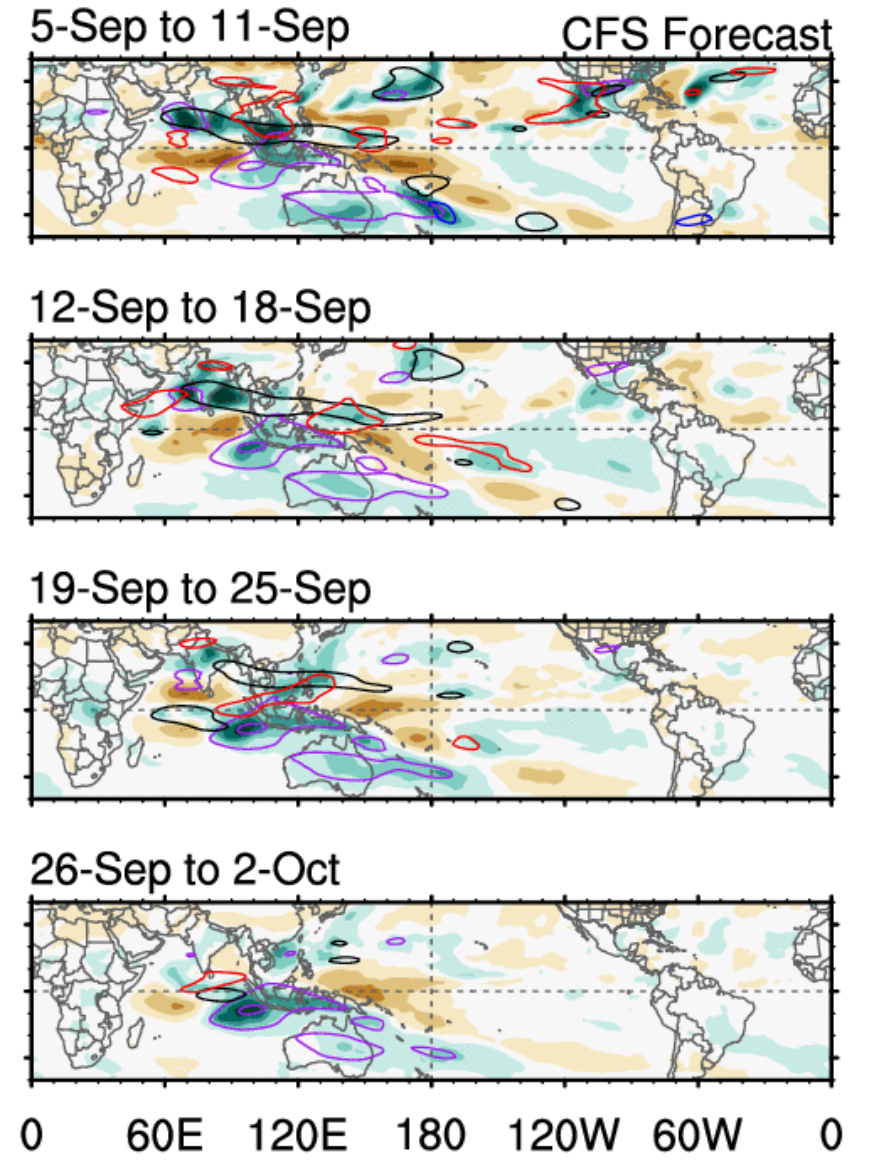 5-Sep to 11-Sep CFS Forecast
12-Sep to 18-Sep
19-Sep to 25-Sep
26-Sep to 2-Oct
0 60E 120E 180 120W 60W 0